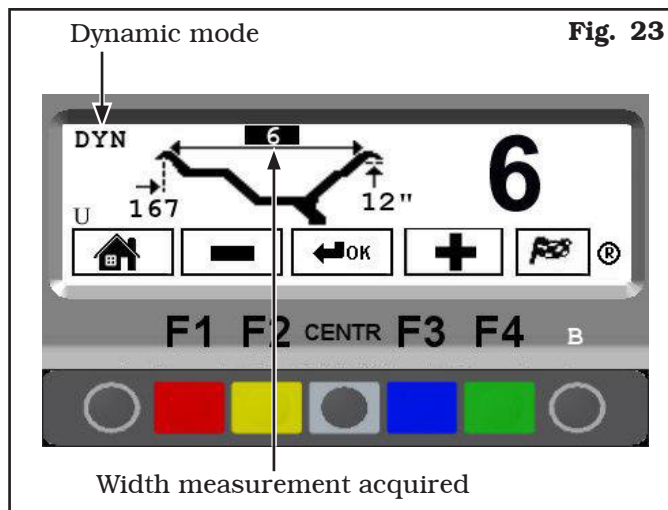 Dynamic mode
Fig. 23
DYN
6
6
167
12"
U
OK
®
F1 F2 CENTR F3 F4 B
Width measurement acquired